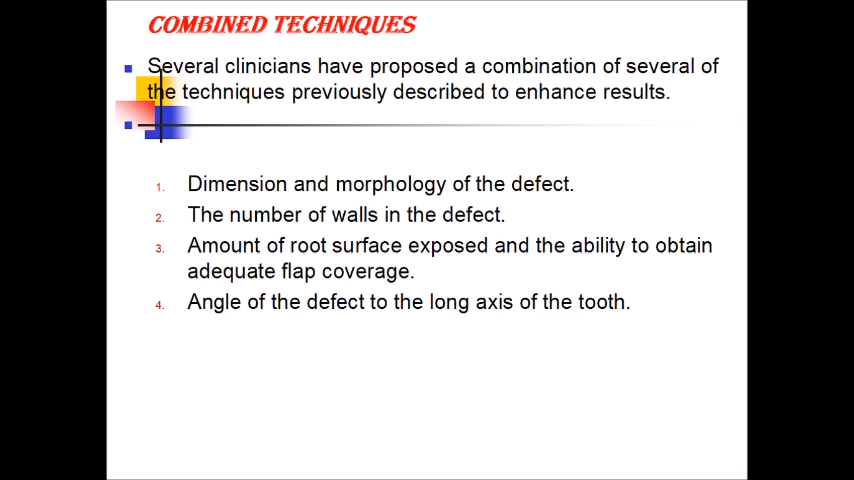 COMBINED TECHNIQUES
Several clinicians have proposed a combination of several of
the techniques previously described to enhance results.
1. Dimension and morphology of the defect.
2. The number of walls in the defect.
3. Amount of root surface exposed and the ability to obtain
adequate flap coverage.
4. Angle of the defect to the long axis of the tooth.